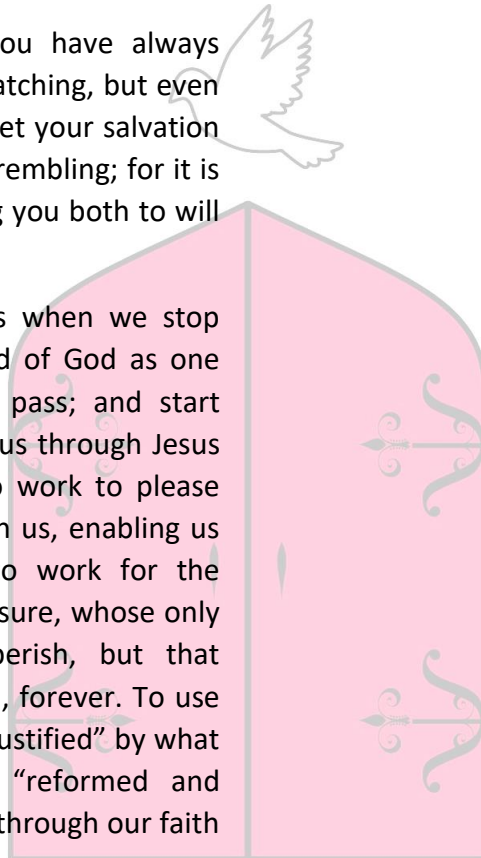 ou have always
atching, but even
et your salvation
rembling; for it is
g you both to will
s when we stop
d of God as one
pass; and start
us through Jesus
o work to please
n us, enabling us
o work for the
sure, whose only
perish, but that
, forever. To use
ustified” by what
“reformed and
through our faith